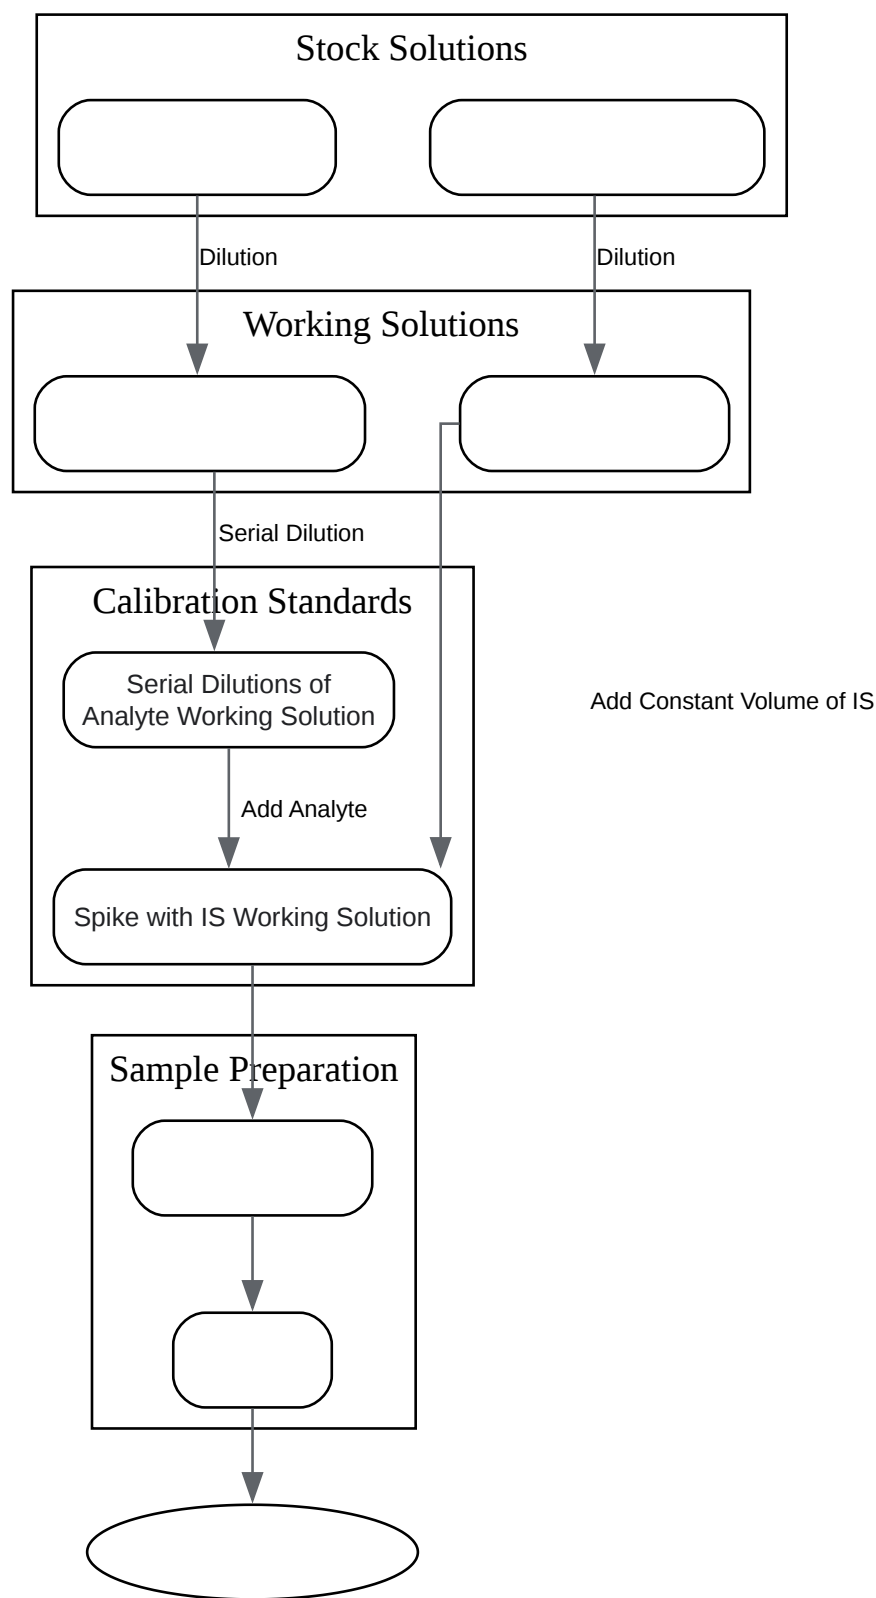 Stock Solutions
Dilution
Dilution
Working Solutions
Serial Dilution
Calibration Standards
Serial Dilutions of
Analyte Working Solution
Add Constant Volume of IS
Add Analyte
Spike with IS Working Solution
Sample Preparation